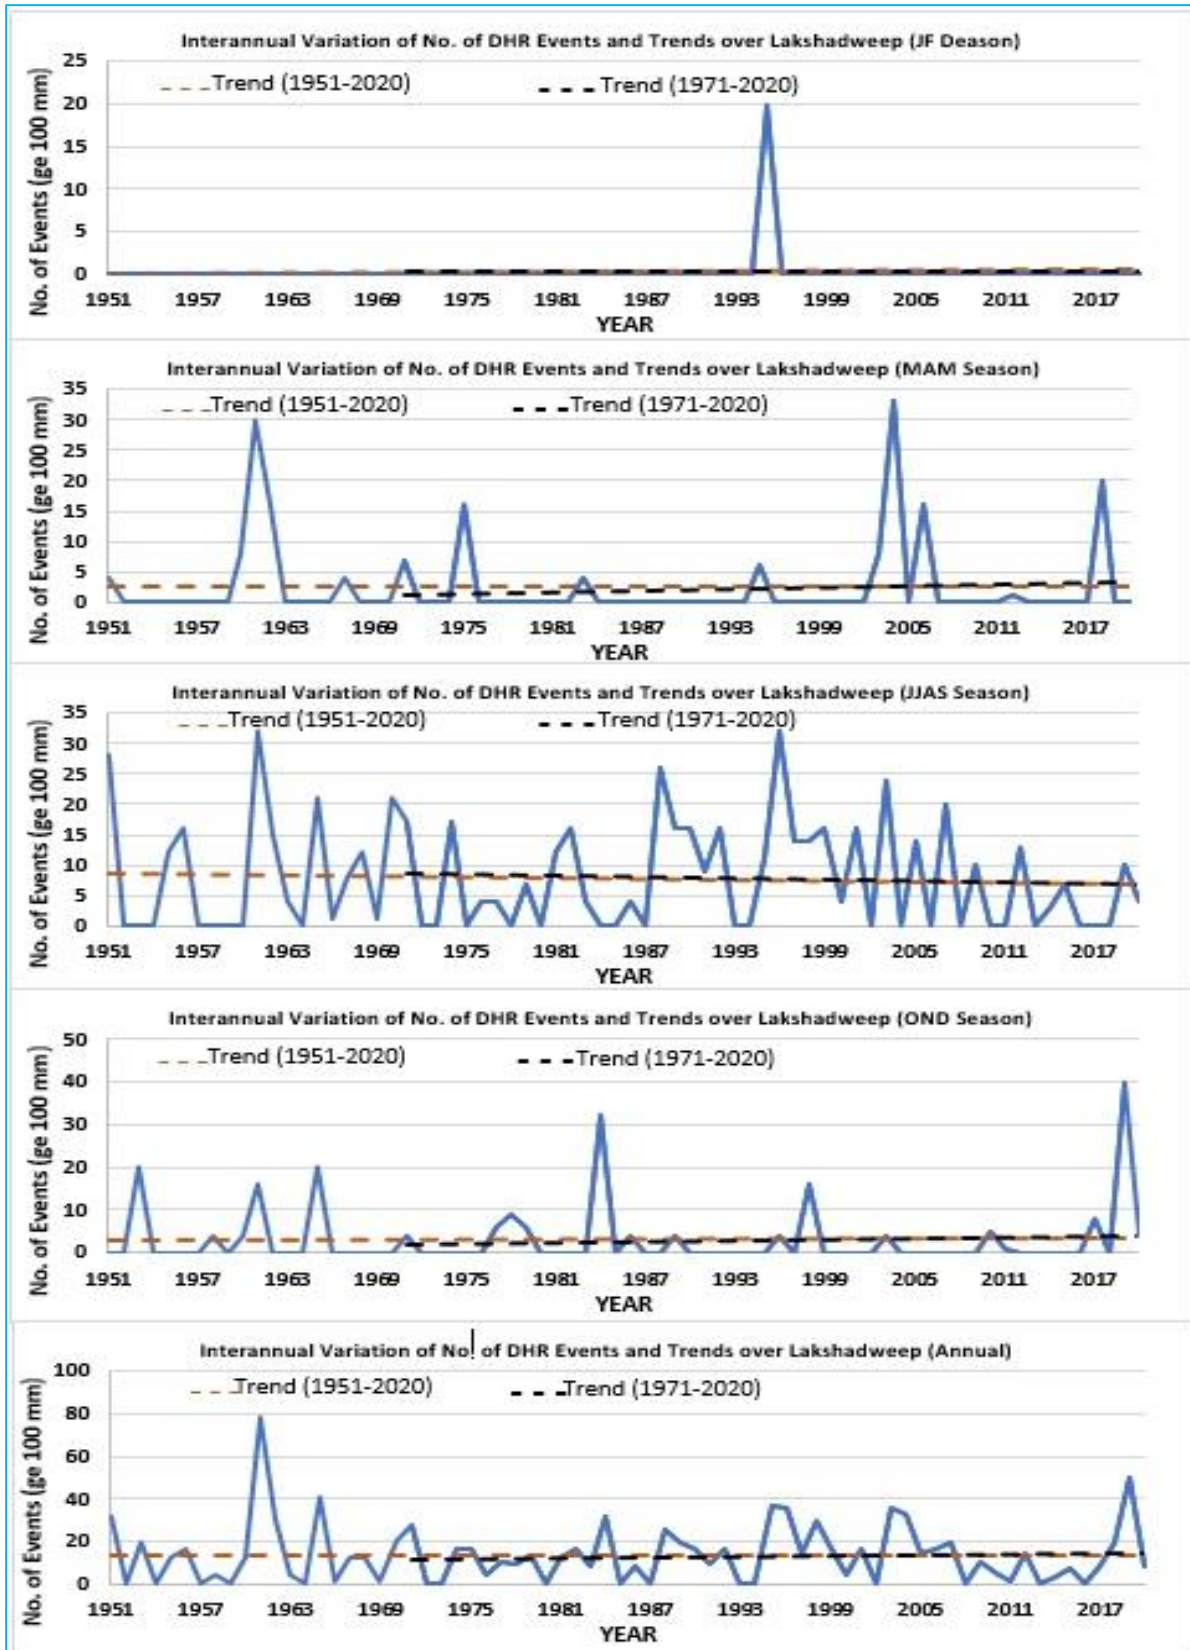 Interannual Variation of No. of DHR Events and Trends over Lakshadweep (JF Deason)
Trend (1951-2020) Trend (1971-2020)
No. of Events (ge 100 mm)
25
20
15
10
5
0
1951 1957 1963 1969 1975 1981 1987 1993 1999 2005 2011 2017
YEAR
Interannual Variation of No. of DHR Events and Trends over Lakshadweep (MAM Season)
Trend (1951-2020) Trend (1971-2020)
No. of Events (ge 100 mm)
35
30
25
20
15
10
5
0
1951 1957 1963 1969 1975 1981 1987 1993 1999 2005 2011 2017
YEAR
Interannual Variation of No. of DHR Events and Trends over Lakshadweep (JJAS Season)
Trend (1951-2020) Trend (1971-2020)
No. of Events (ge 100 mm)
35
30
25
20
15
10
5
0
1951 1957 1963 1969 1975 1981 1987 1993 1999 2005 2011 2017
YEAR
Interannual Variation of No. of DHR Events and Trends over Lakshadweep (OND Season)
Trend (1951-2020) Trend (1971-2020)
No. of Events (ge 100 mm)
50
40
30
20
10
0
1951 1957 1963 1969 1975 1981 1987 1993 1999 2005 2011 2017
YEAR
Interannual Variation of No. of DHR Events and Trends over Lakshadweep (Annual)
Trend (1951-2020) Trend (1971-2020)
No. of Events (ge 100 mm)
100
80
60
40
20
0
1951 1957 1963 1969 1975 1981 1987 1993 1999 2005 2011 2017
YEAR